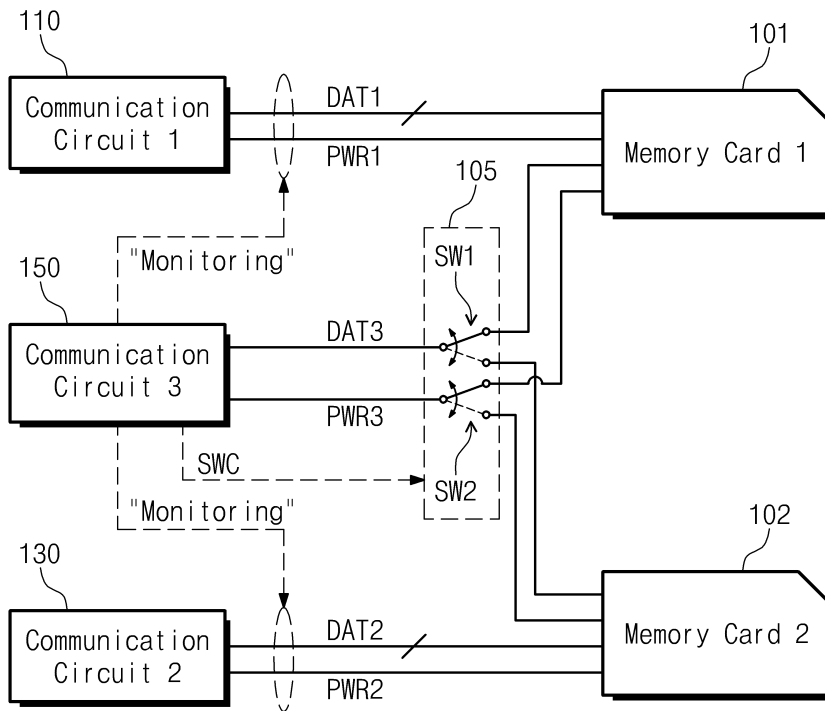 110
Communication
Circuit 1
DAT1
PWR1
101
Memory Card 1
"Monitoring"
105
SW1
150
Communication
Circuit 3
DAT3
PWR3
SWC
SW2
"Monitoring"
130
Communication
Circuit 2
DAT2
PWR2
102
Memory Card 2